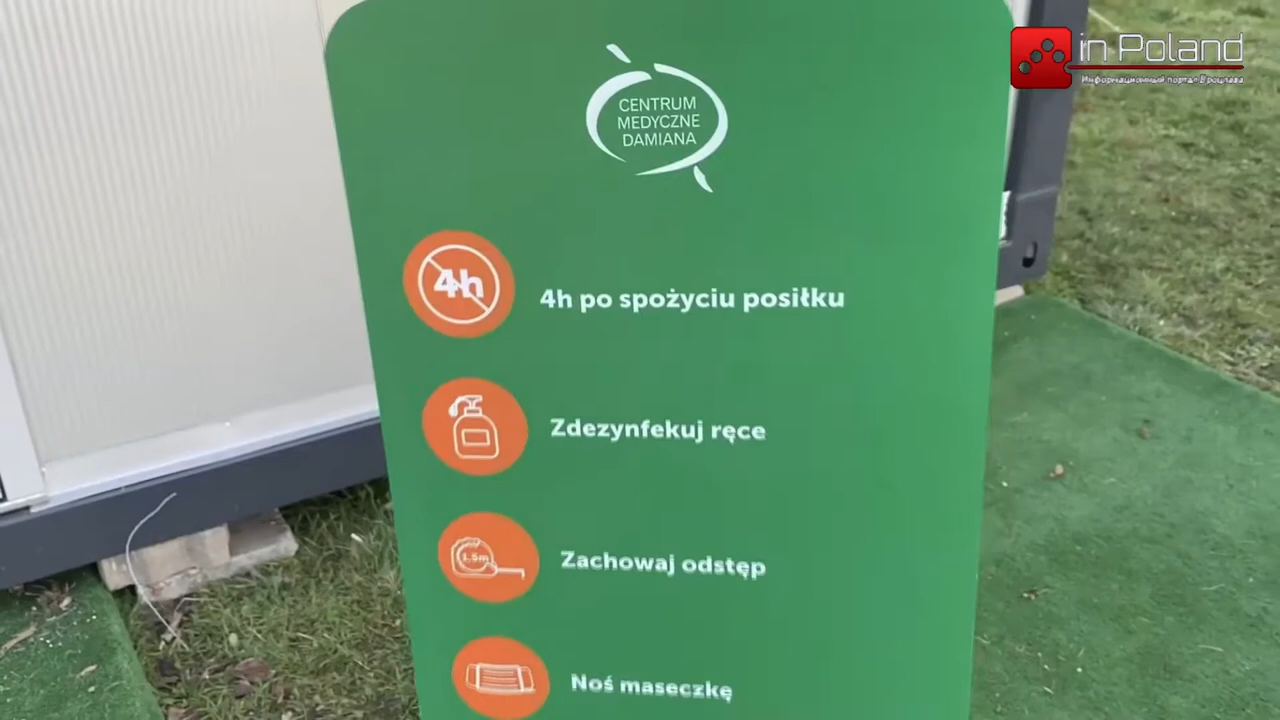 in Poland
Информационный портал Вроцлава
CENTRUM
MEDYCZNE
DAMIANA
4h
4h po spożyciu posiłku
Zdezynfekuj ręce
1.5m
Zachowaj odstęp
Noś maseczkę